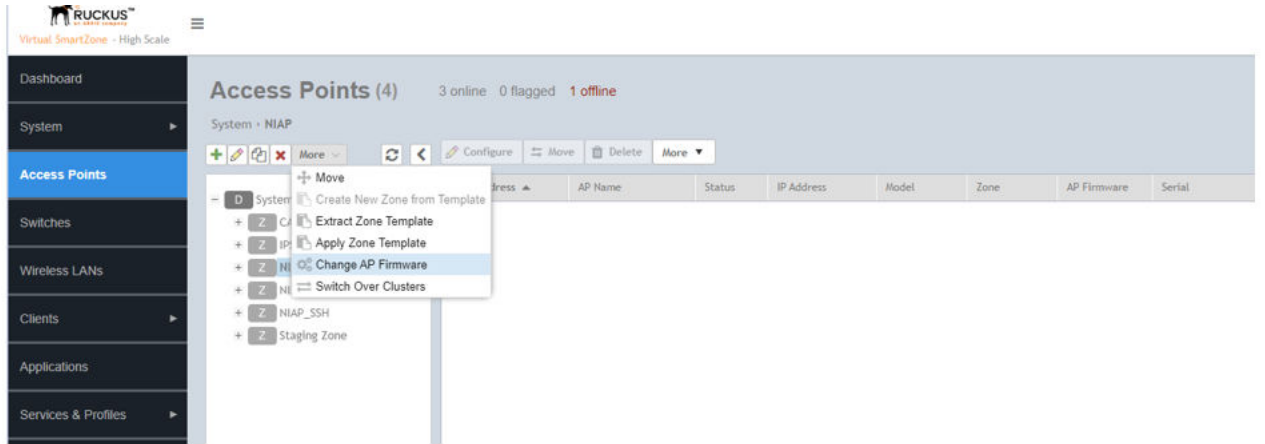 RUCKUS™
Virtual SmartZone - High Scale
Dashboard
System
Access Points
Switches
Wireless LANs
Clients
Applications
Services & Profiles
Access Points (4) 3 online 0 flagged 1 offline
System › NIAP
More Configure Move Delete More
Move
Create New Zone from Template
Extract Zone Template
Apply Zone Template
Change AP Firmware
Switch Over Clusters
D System
Z
Z
Z
Z
Z NIAP_SSH
Z Staging Zone
AP Name Status IP Address Model Zone AP Firmware Serial